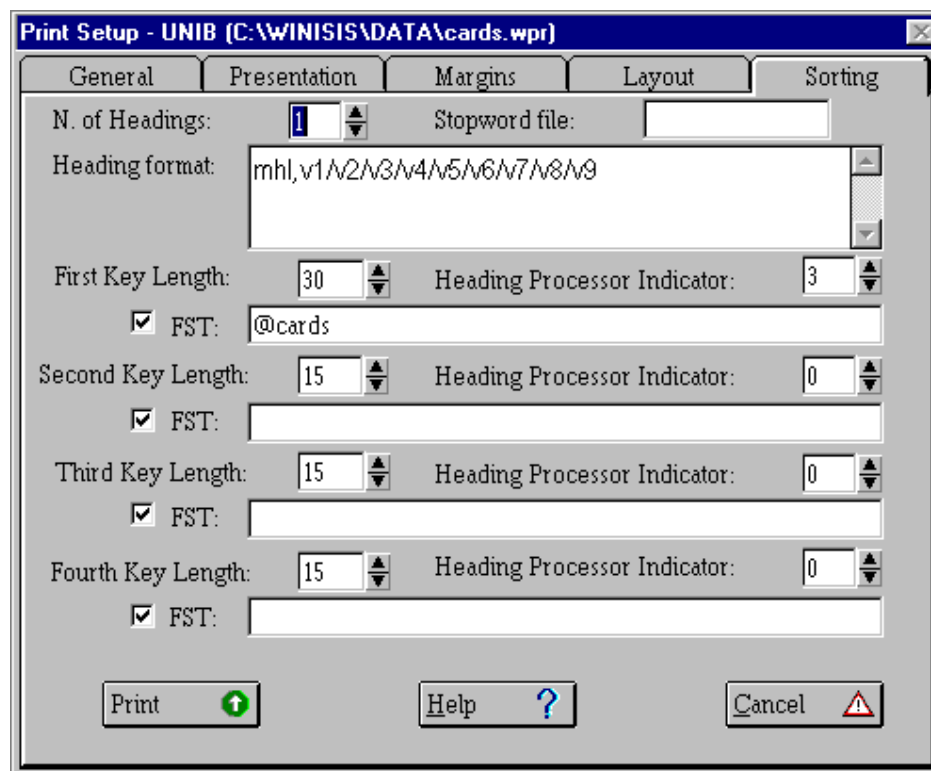 Print Setup - UNIB (C:\WINISIS\DATA\cards.wpr)
General Presentation Margins Layout Sorting
N. of Headings: 1 Stopword file:
Heading format: mhl,v1/v2/v3/v4/v5/v6/v7/v8/v9
First Key Length: 30 Heading Processor Indicator: 3
FST: @cards
Second Key Length: 15 Heading Processor Indicator: 0
FST:
Third Key Length: 15 Heading Processor Indicator: 0
FST:
Fourth Key Length: 15 Heading Processor Indicator: 0
FST:
Print Help ? Cancel